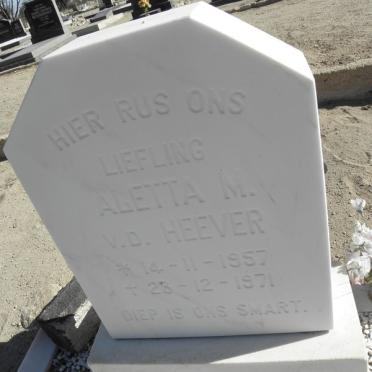 HIER RUS ONS
LIEFLING
ALETTA M.
V.D. HEEVER
* 14-11-1957
+ 23-12-1971
DIEP IS ONS SMART.